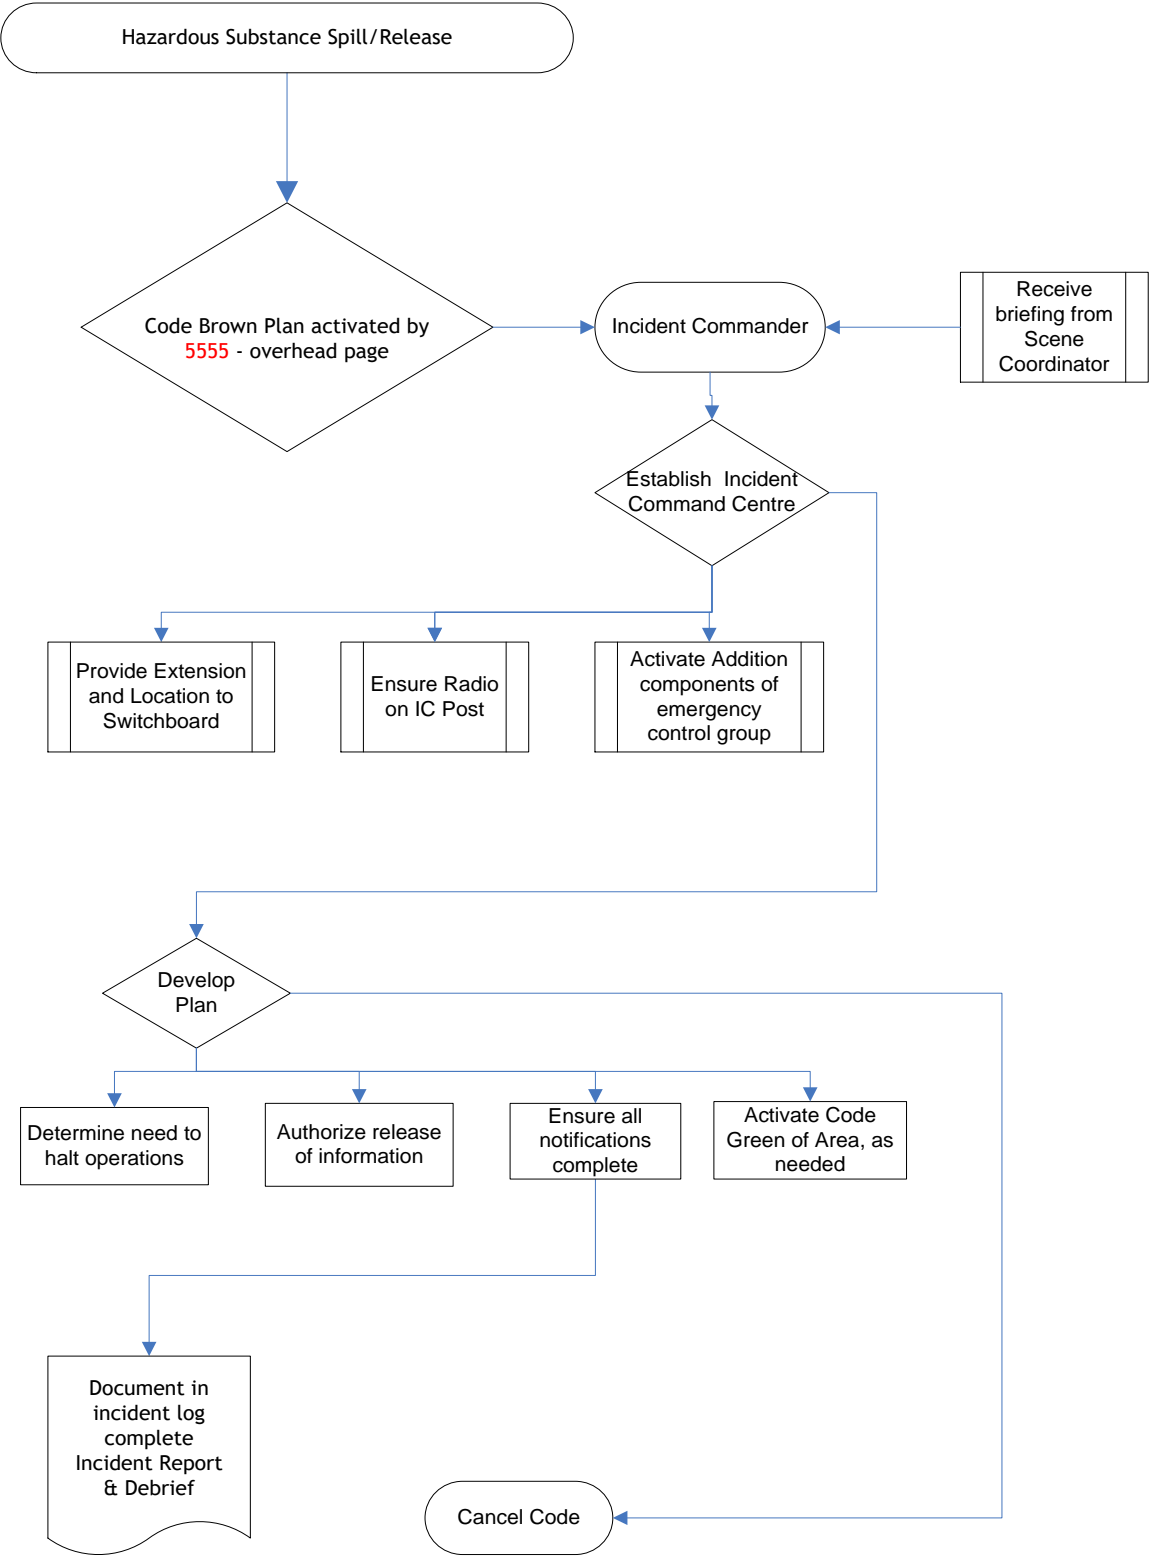 Hazardous Substance Spill/Release
Code Brown Plan activated by
5555 - overhead page
Incident Commander
Receive
briefing from
Scene
Coordinator
Establish  Incident
Command Centre
Provide Extension
and Location to
Switchboard
Ensure Radio
on IC Post
Activate Addition
components of
emergency
control group
Develop
Plan
Determine need to
halt operations
Authorize release
of information
Ensure all
notifications
complete
Activate Code
Green of Area, as
needed
Document in
incident log
complete
Incident Report
& Debrief
Cancel Code